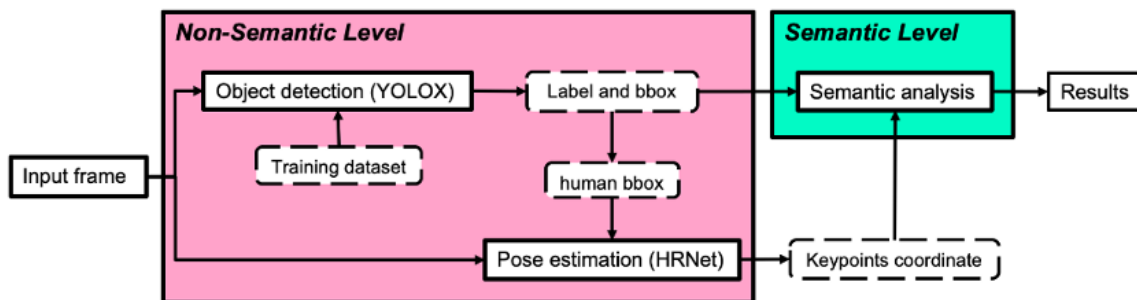 Non-Semantic Level
Semantic Level
Object detection (YOLOX)
Label and bbox
Semantic analysis
Results
Training dataset
Input frame
human bbox
Pose estimation (HRNet)
Keypoints coordinate